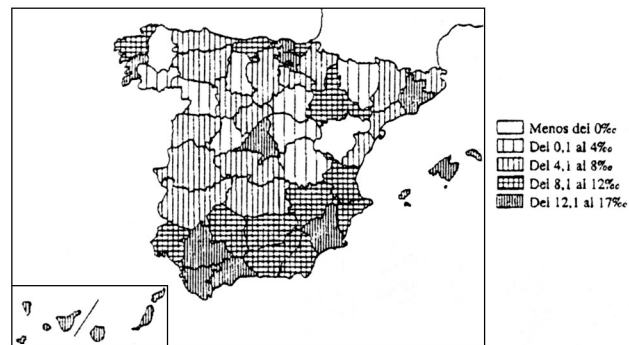 Menos del 0‰
Del 0,1 al 4‰
Del 4,1 al 8‰
Del 8,1 al 12‰
Del 12,1 al 17‰